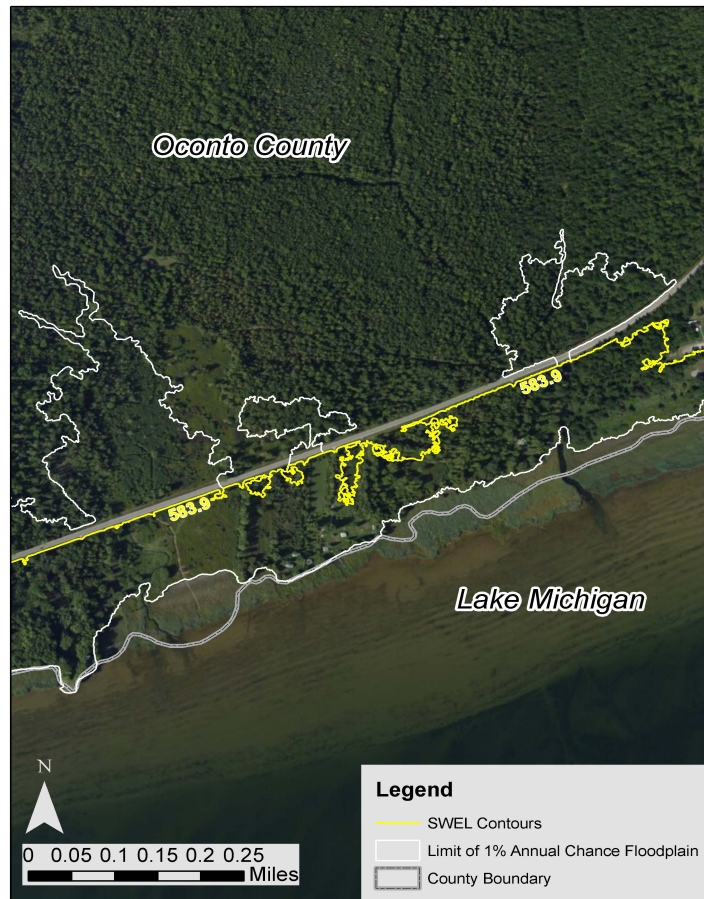 Oconto County
583.9
583.9
Lake Michigan
N
0 0.05 0.1 0.15 0.2 0.25
Miles
Legend
SWEL Contours
Limit of 1% Annual Chance Floodplain
County Boundary